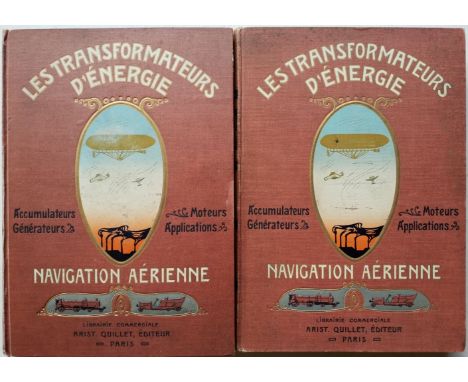 LES TRANSFORMATEURS
D'ÉNERGIE
Accumulateurs
Générateurs
Moteurs
Applications
NAVIGATION AÉRIENNE
LIBRAIRIE COMMERCIALE
ARIST. QUILLET, ÉDITEUR
PARIS
LES TRANSFORMATEURS
D'ÉNERGIE
Accumulateurs
Générateurs
Moteurs
Applications
NAVIGATION AÉRIENNE
LIBRAIRIE COMMERCIALE
ARIST. QUILLET, ÉDITEUR
PARIS